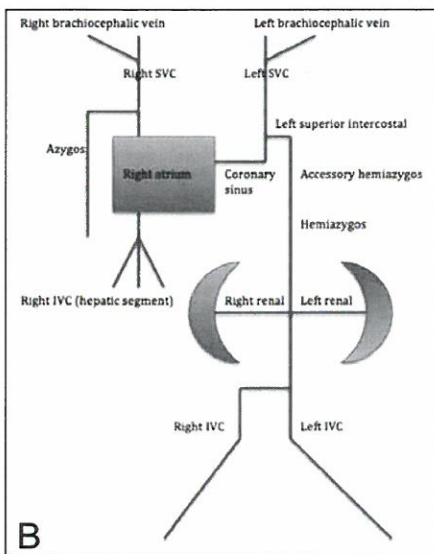 Right brachiocephalic vein
Left brachiocephalic vein
Right SVC
Left SVC
Left superior intercostal
Azygos
Right atrium
Coronary
sinus
Accessory hemiazygos
Hemiazygos
Right IVC (hepatic segment)
Right renal
Left renal
Right IVC
Left IVC
B